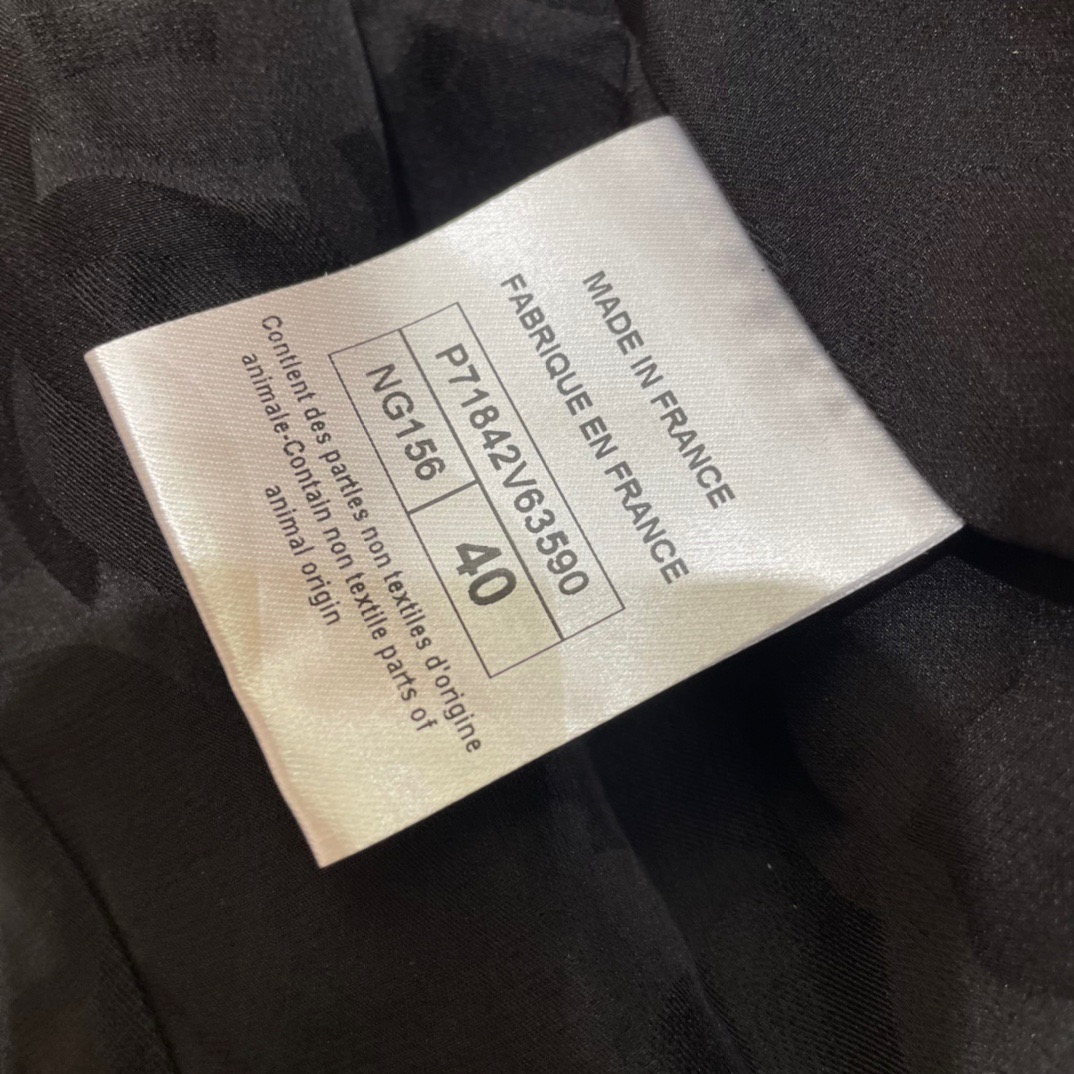 MADE IN FRANCE
FABRIQUE EN FRANCE
P71842V63590
NG156 40
Contient des parties non textiles d'origine
animale-Contain non textile parts of
animal origin